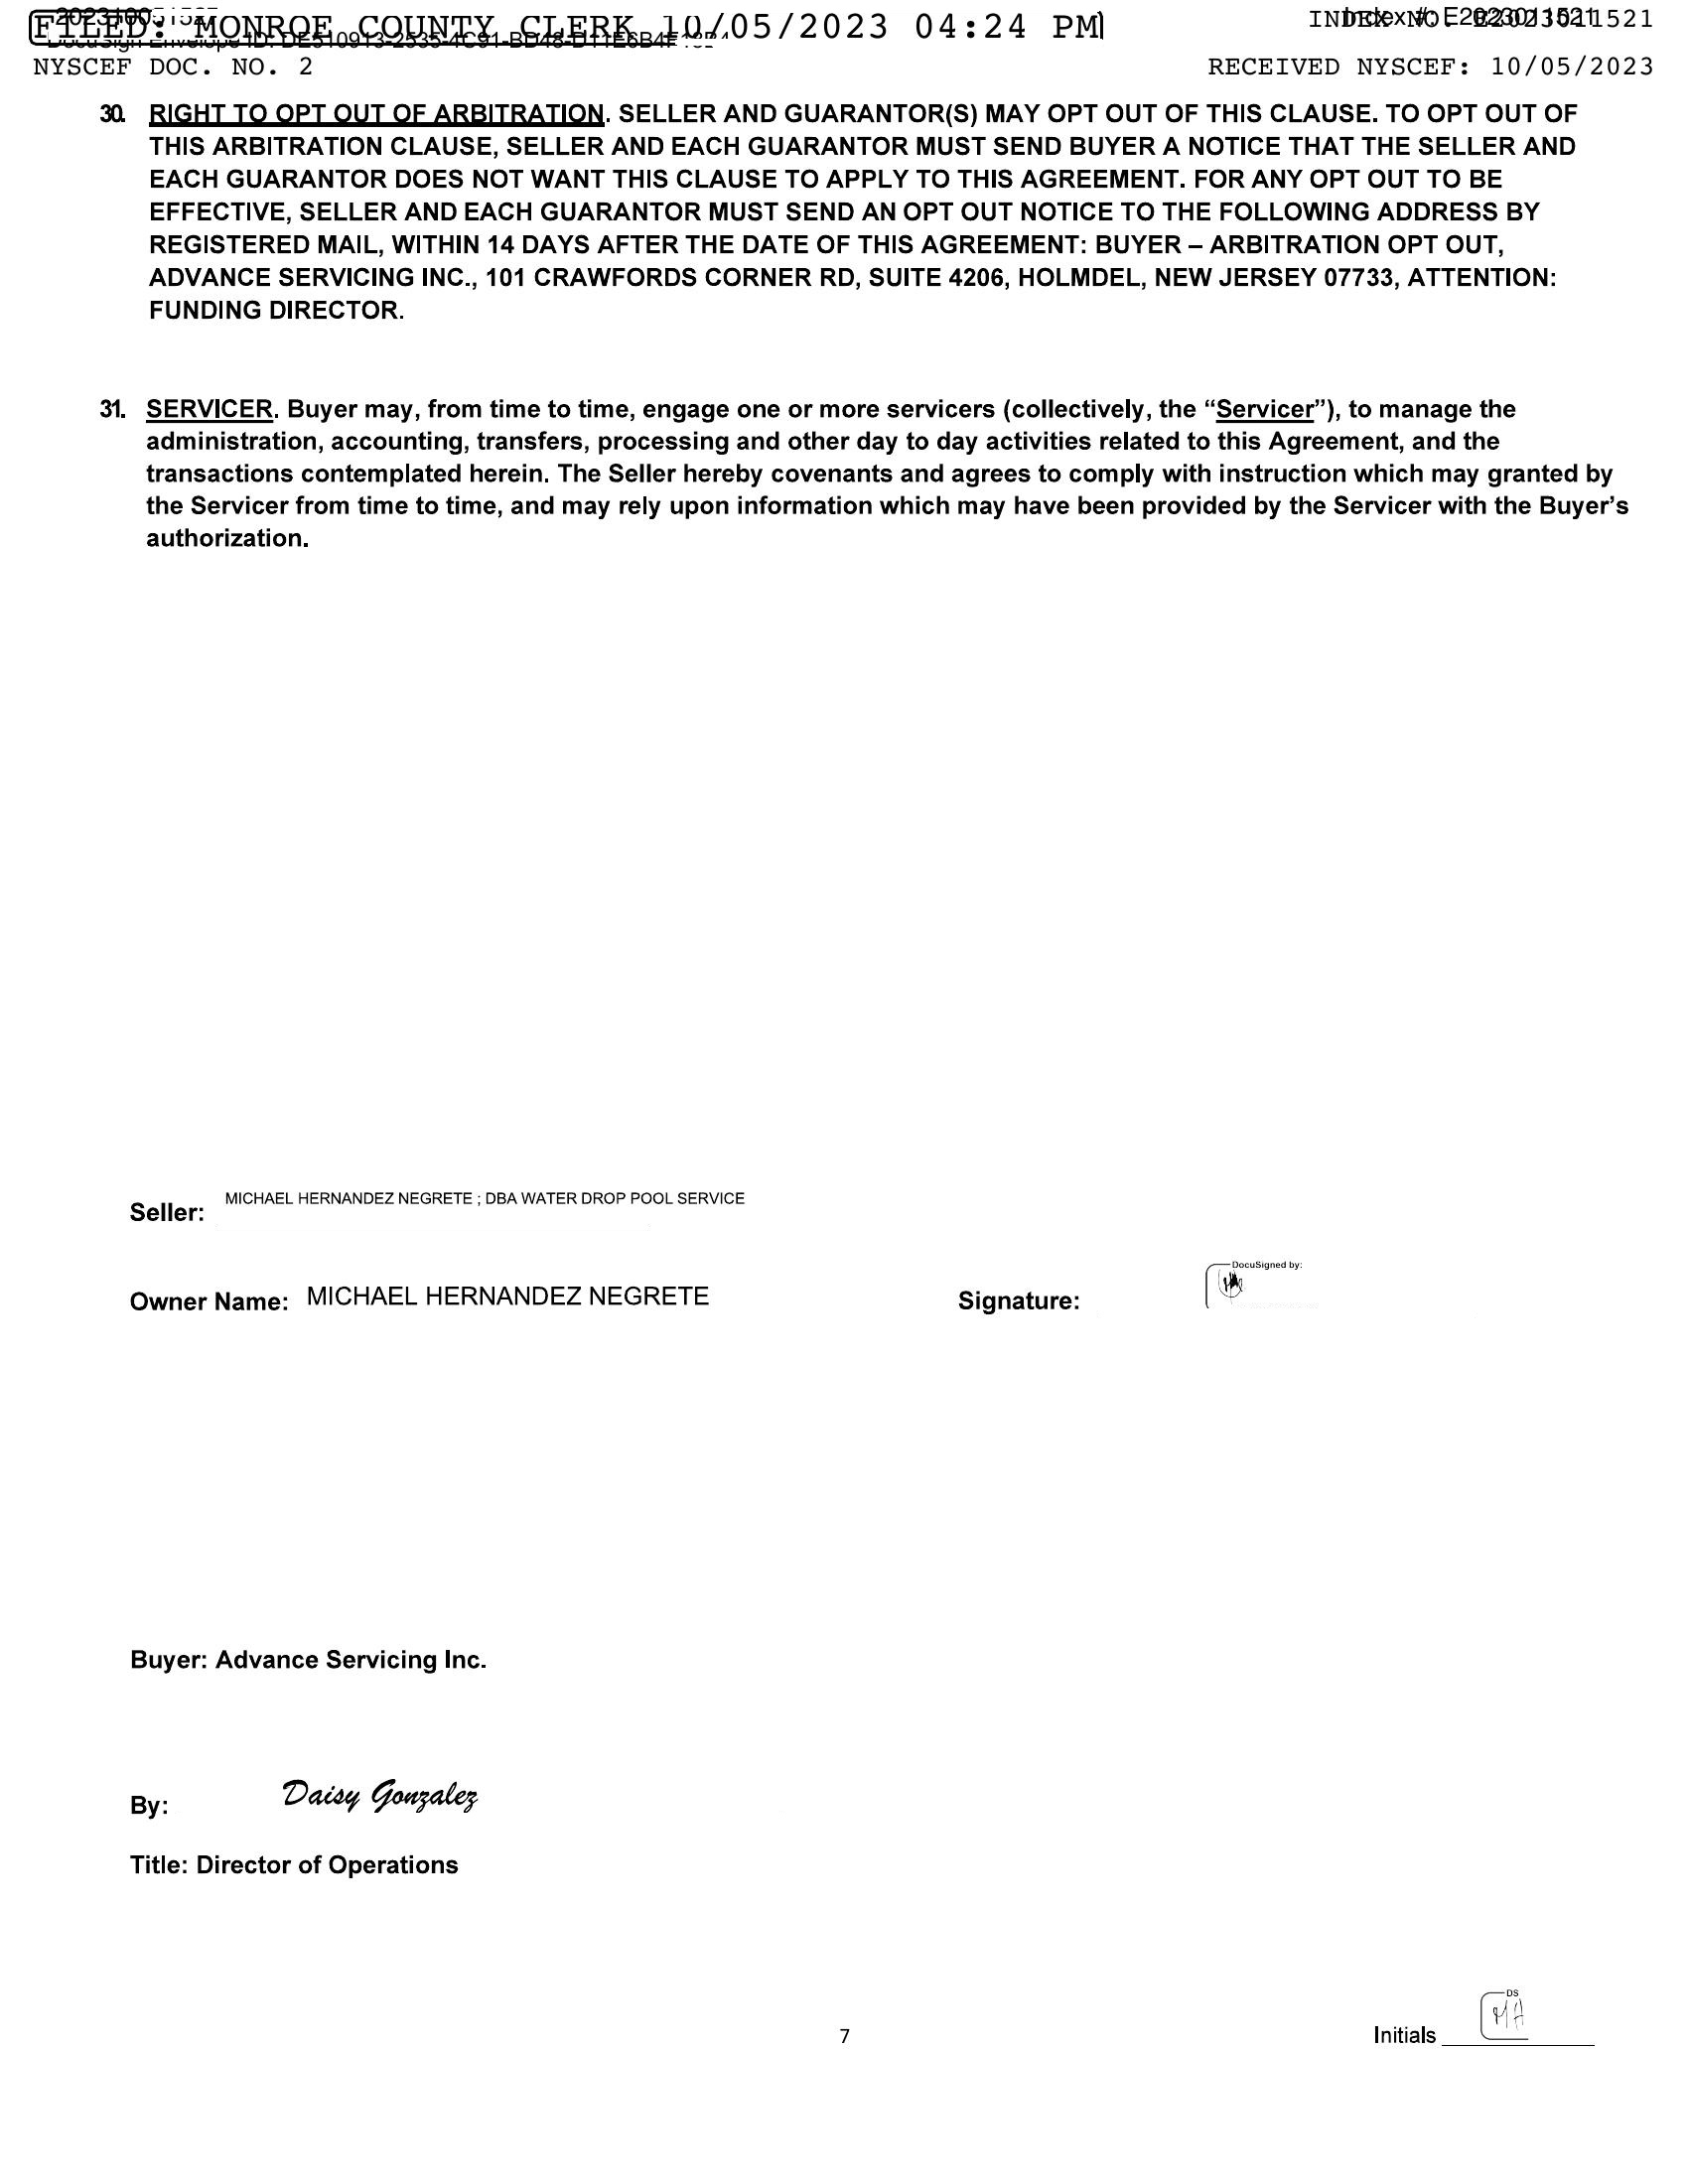 FILED: MONROE COUNTY CLERK 10/05/2023 04:24 PM
INDEX NO. E2023011521
Index #: E2023011521
NYSCEF DOC. NO. 2
RECEIVED NYSCEF: 10/05/2023
30. RIGHT TO OPT OUT OF ARBITRATION. SELLER AND GUARANTOR(S) MAY OPT OUT OF THIS CLAUSE. TO OPT OUT OF
THIS ARBITRATION CLAUSE, SELLER AND EACH GUARANTOR MUST SEND BUYER A NOTICE THAT THE SELLER AND
EACH GUARANTOR DOES NOT WANT THIS CLAUSE TO APPLY TO THIS AGREEMENT. FOR ANY OPT OUT TO BE
EFFECTIVE, SELLER AND EACH GUARANTOR MUST SEND AN OPT OUT NOTICE TO THE FOLLOWING ADDRESS BY
REGISTERED MAIL, WITHIN 14 DAYS AFTER THE DATE OF THIS AGREEMENT: BUYER – ARBITRATION OPT OUT,
ADVANCE SERVICING INC., 101 CRAWFORDS CORNER RD, SUITE 4206, HOLMDEL, NEW JERSEY 07733, ATTENTION:
FUNDING DIRECTOR.
31. SERVICER. Buyer may, from time to time, engage one or more servicers (collectively, the “Servicer”), to manage the
administration, accounting, transfers, processing and other day to day activities related to this Agreement, and the
transactions contemplated herein. The Seller hereby covenants and agrees to comply with instruction which may granted by
the Servicer from time to time, and may rely upon information which may have been provided by the Servicer with the Buyer’s
authorization.
Seller: MICHAEL HERNANDEZ NEGRETE ; DBA WATER DROP POOL SERVICE
Owner Name: MICHAEL HERNANDEZ NEGRETE
Signature:
DocuSigned by:
Buyer: Advance Servicing Inc.
By: Daisy Gonzalez
Title: Director of Operations
7
Initials
DS
MH